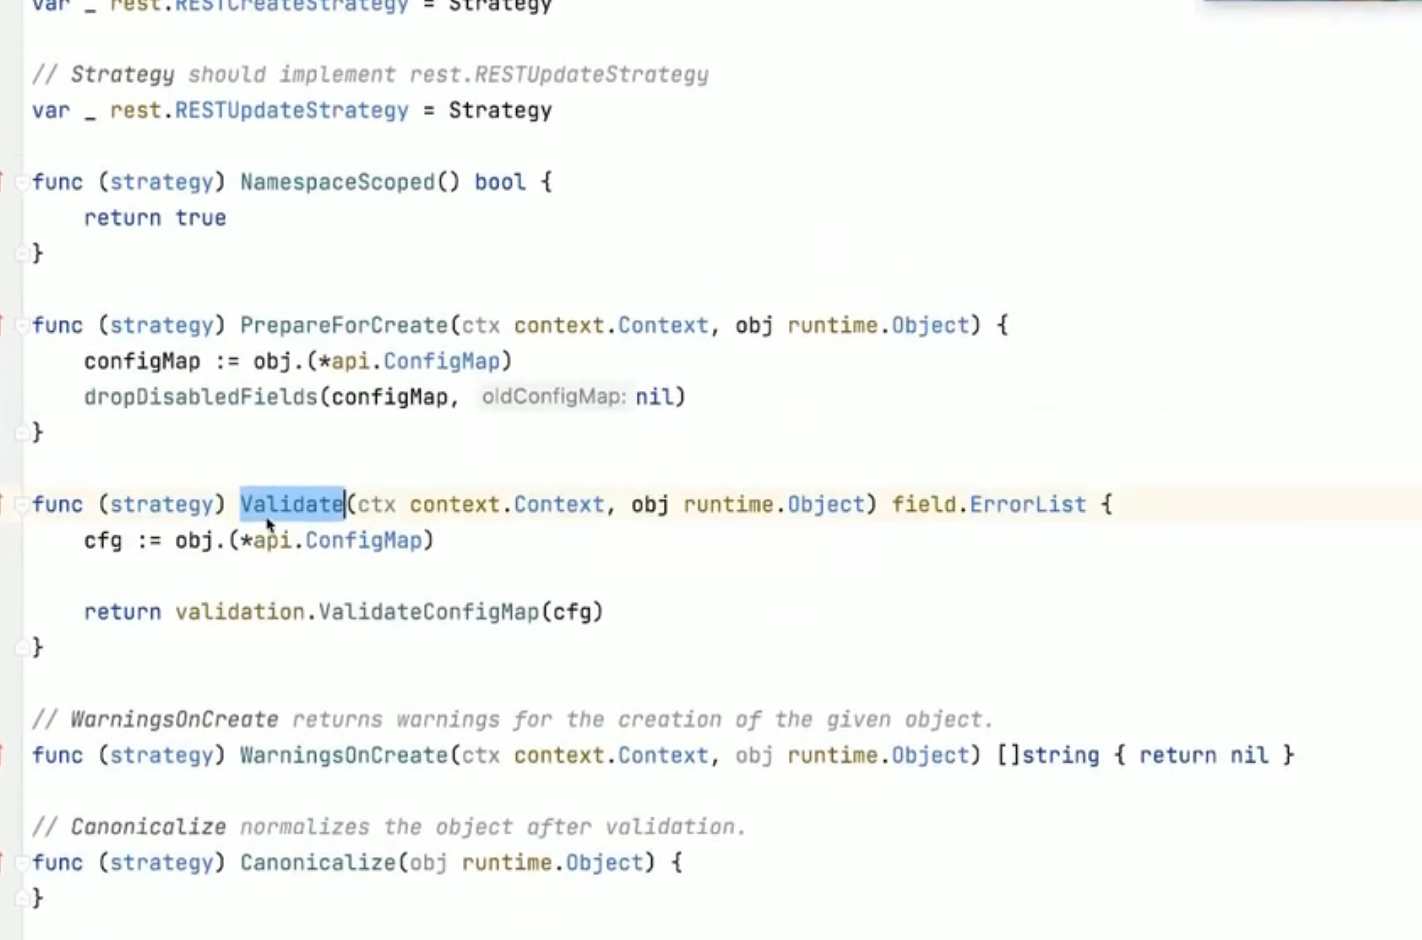 var _ rest.RESTCreateStrategy = Strategy
// Strategy should implement rest.RESTUpdateStrategy
var _ rest.RESTUpdateStrategy = Strategy
func (strategy) NamespaceScoped() bool {
    return true
}
func (strategy) PrepareForCreate(ctx context.Context, obj runtime.Object) {
    configMap := obj.(*api.ConfigMap)
    dropDisabledFields(configMap, oldConfigMap: nil)
}
func (strategy) Validate(ctx context.Context, obj runtime.Object) field.ErrorList {
    cfg := obj.(*api.ConfigMap)
    return validation.ValidateConfigMap(cfg)
}
// WarningsOnCreate returns warnings for the creation of the given object.
func (strategy) WarningsOnCreate(ctx context.Context, obj runtime.Object) []string { return nil }
// Canonicalize normalizes the object after validation.
func (strategy) Canonicalize(obj runtime.Object) {
}